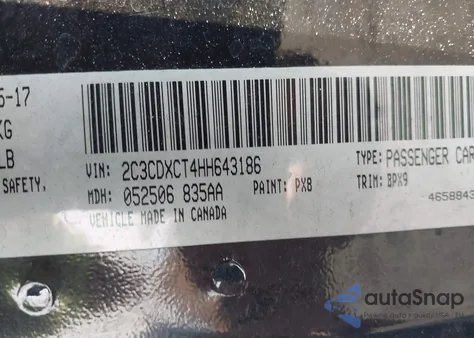 5-17
KG
LB
SAFETY,
VIN: 2C3CDXCT4HH643186
TYPE: PASSENGER CAR
MDH: 052506 835AA
PAINT: PX8
TRIM: BPX9
VEHICLE MADE IN CANADA
4658843
autoSnap